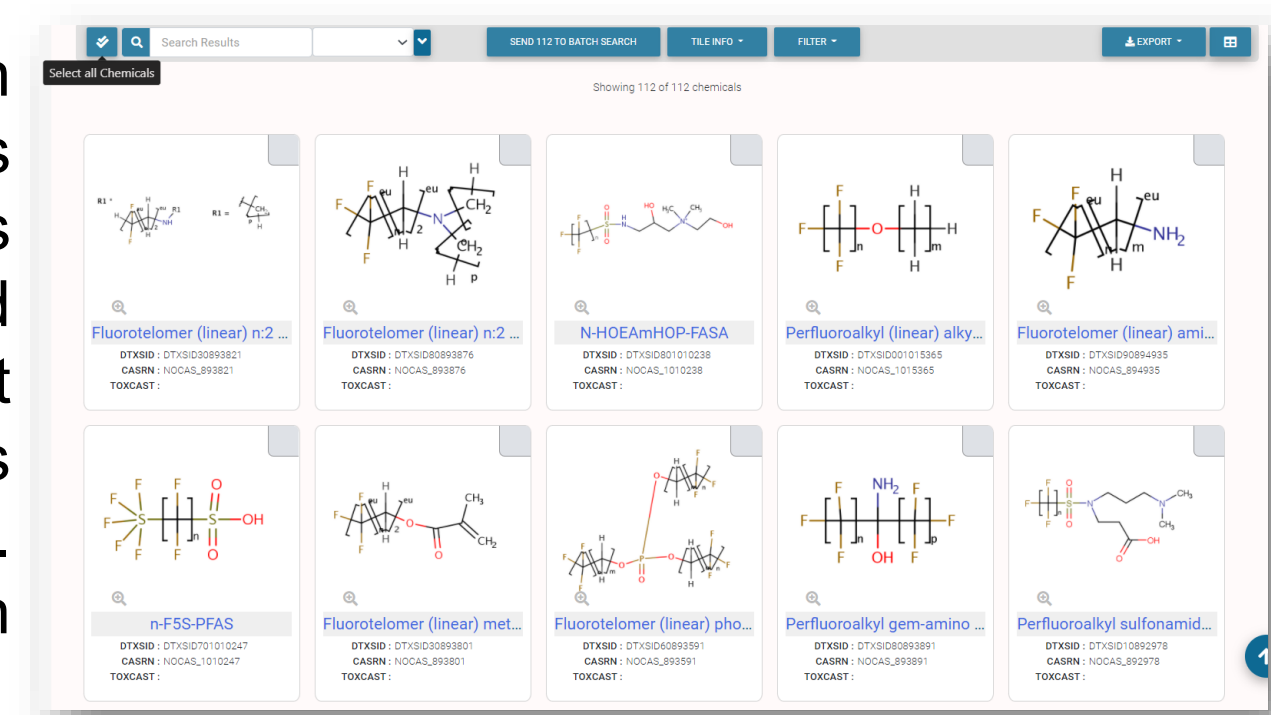 Search Results
SEND 112 TO BATCH SEARCH
TILE INFO
FILTER
EXPORT
Select all Chemicals
Showing 112 of 112 chemicals
Fluorotelomer (linear) n:2 ...
DTXSID : DTXSID30893821
CASRN : NOCAS_893821
TOXCAST :
Fluorotelomer (linear) n:2 ...
DTXSID : DTXSID80893876
CASRN : NOCAS_893876
TOXCAST :
N-HOEAmHOP-FASA
DTXSID : DTXSID801010238
CASRN : NOCAS_1010238
TOXCAST :
Perfluoroalkyl (linear) alky...
DTXSID : DTXSID001015365
CASRN : NOCAS_1015365
TOXCAST :
Fluorotelomer (linear) ami...
DTXSID : DTXSID90894935
CASRN : NOCAS_894935
TOXCAST :
n-F5S-PFAS
DTXSID : DTXSID701010247
CASRN : NOCAS_1010247
TOXCAST :
Fluorotelomer (linear) met...
DTXSID : DTXSID30893801
CASRN : NOCAS_893801
TOXCAST :
Fluorotelomer (linear) pho...
DTXSID : DTXSID60893591
CASRN : NOCAS_893591
TOXCAST :
Perfluoroalkyl gem-amino ...
DTXSID : DTXSID80893891
CASRN : NOCAS_893891
TOXCAST :
Perfluoroalkyl sulfonamid...
DTXSID : DTXSID10892978
CASRN : NOCAS_892978
TOXCAST :